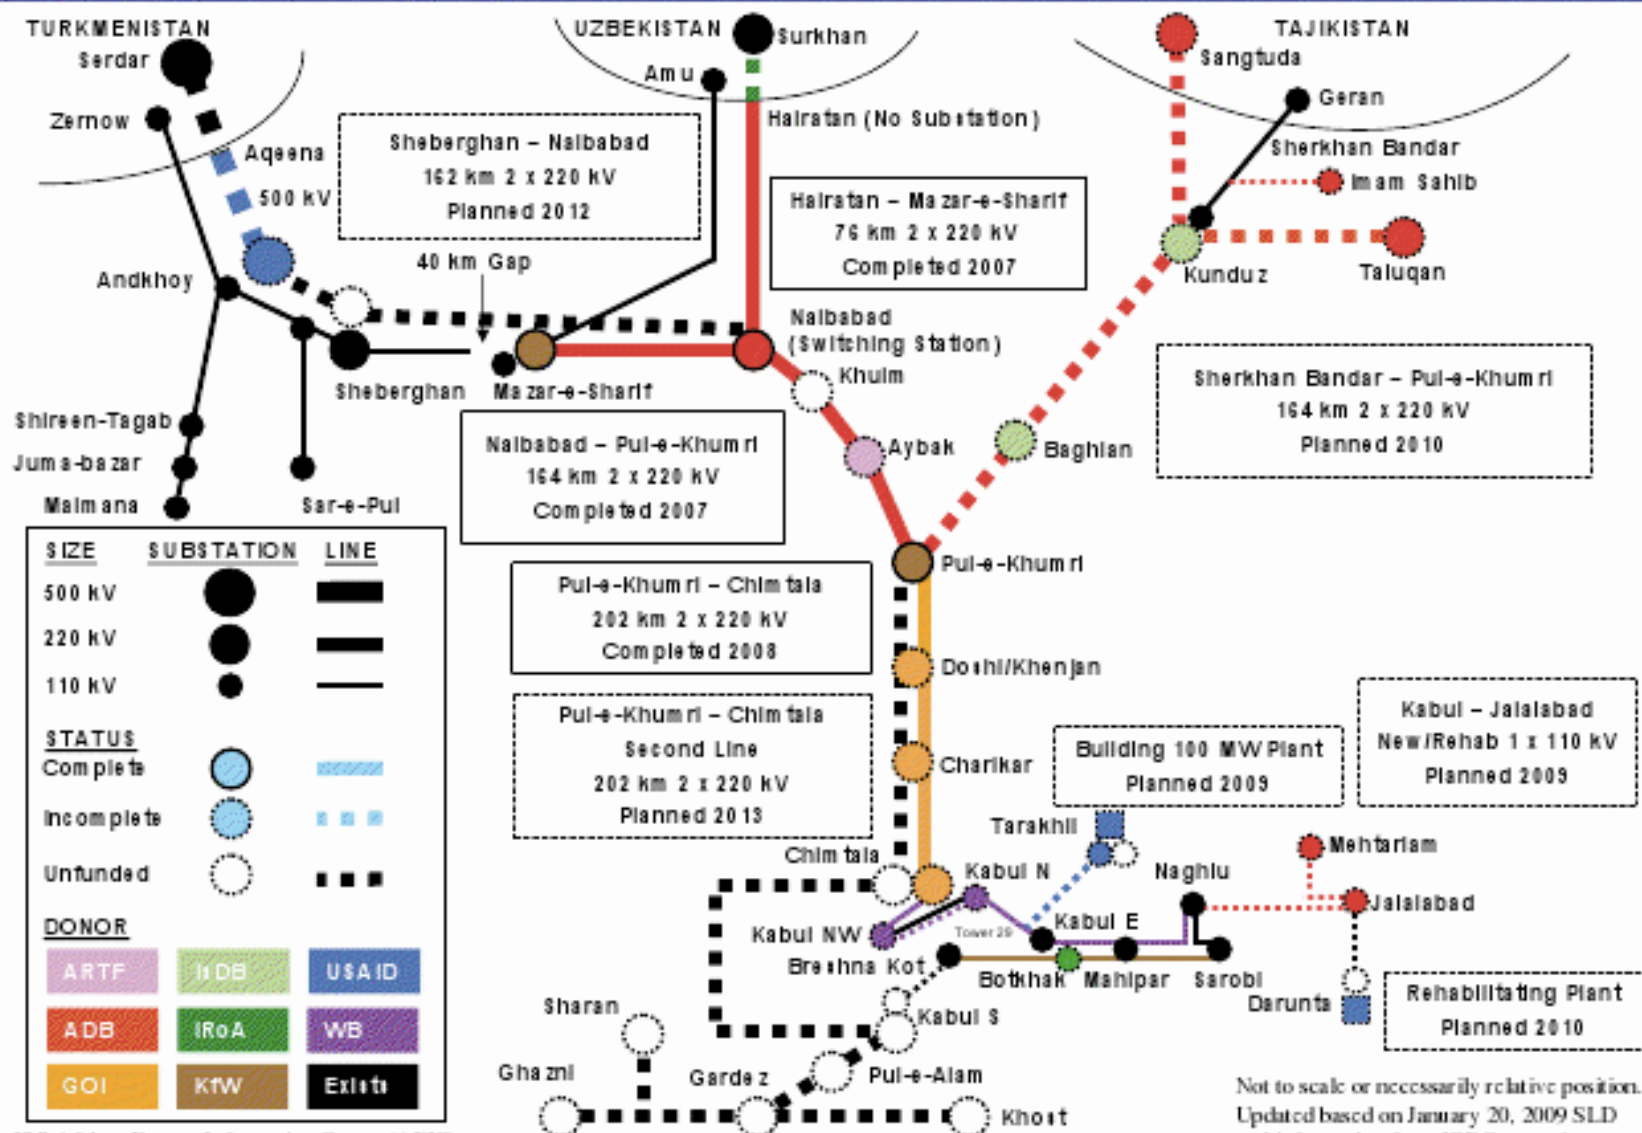 TURKMENISTAN
Serdar
Zernow
Aqeena
500 kV
Andkhoy
UZBEKISTAN
Surkhan
Amu
Hairatan (No Substation)
TAJIKISTAN
Sangtuda
Geran
Sherkhan Bandar
Imam Sahib
Kunduz
Taluqan
Sheberghan – Naibabad
162 km 2 x 220 kV
Planned 2012
40 km Gap
Hairatan – Mazar-e-Sharif
76 km 2 x 220 kV
Completed 2007
Naibabad
(Switching Station)
Khulm
Sheberghan
Mazar-e-Sharif
Shireen-Tagab
Juma-bazar
Maimana
Sar-e-Pul
Naibabad – Pul-e-Khumri
164 km 2 x 220 kV
Completed 2007
Aybak
Baghlan
Sherkhan Bandar – Pul-e-Khumri
164 km 2 x 220 kV
Planned 2010
SIZE SUBSTATION LINE
500 kV
220 kV
110 kV
STATUS
Complete
Incomplete
Unfunded
DONOR
ARTF IsDB USAID
ADB IRoA WB
GOI KfW Exists
Pul-e-Khumri – Chimtala
202 km 2 x 220 kV
Completed 2008
Pul-e-Khumri
Doshi/Khenjan
Pul-e-Khumri – Chimtala
Second Line
202 km 2 x 220 kV
Planned 2013
Charikar
Building 100 MW Plant
Planned 2009
Kabul – Jalalabad
New/Rehab 1 x 110 kV
Planned 2009
Tarakhil
Chimtala
Kabul N
Naghlu
Mehtarlam
Jalalabad
Kabul NW
Tower 29
Kabul E
Breshna Kot
Botkhak
Mahipar
Sarobi
Darunta
Rehabilitating Plant
Planned 2010
Sharan
Kabul S
Ghazni
Gardez
Pul-e-Alam
Khost
Not to scale or necessarily relative position.
Updated based on January 20, 2009 SLD